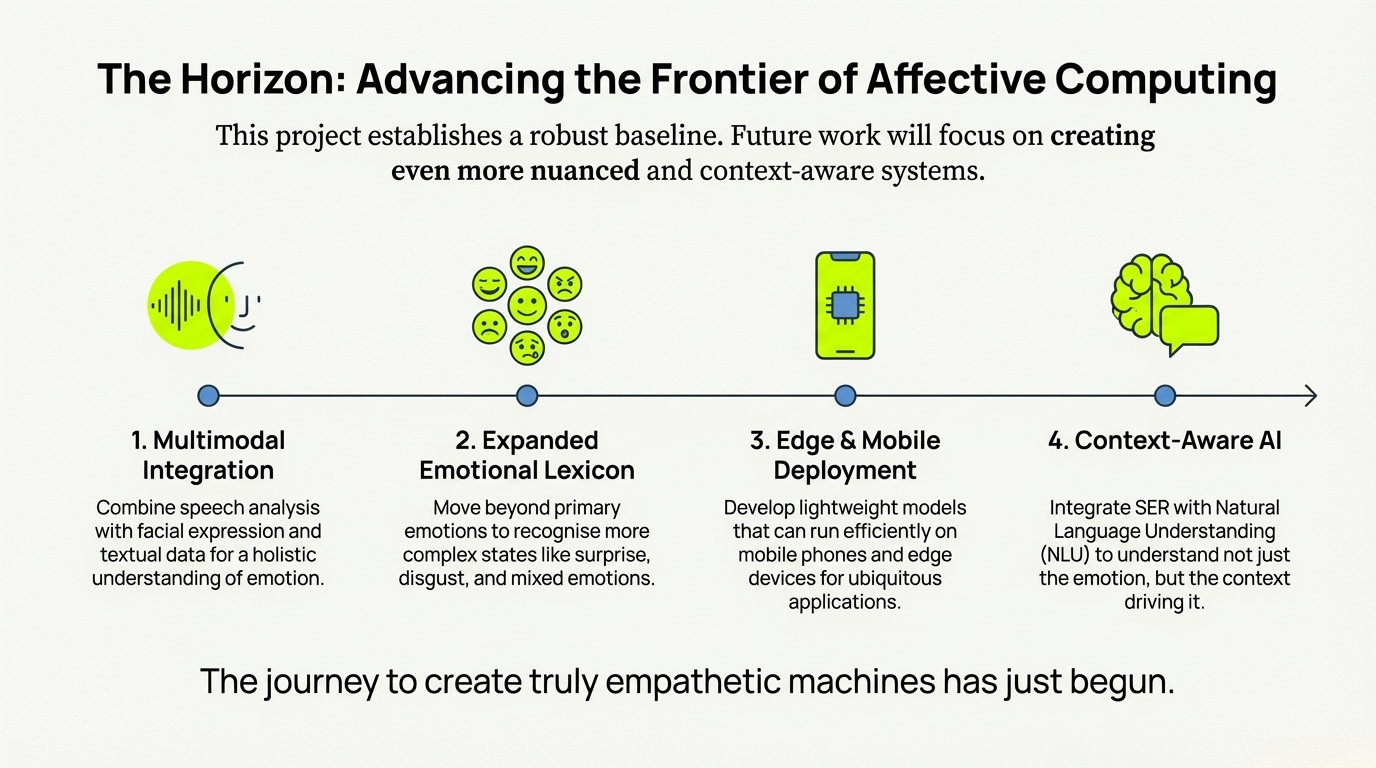 The Horizon: Advancing the Frontier of Affective Computing
This project establishes a robust baseline. Future work will focus on creating
even more nuanced and context-aware systems.
1. Multimodal
Integration
Combine speech analysis
with facial expression and
textual data for a holistic
understanding of emotion.
2. Expanded
Emotional Lexicon
Move beyond primary
emotions to recognise more
complex states like surprise,
disgust, and mixed emotions.
3. Edge & Mobile
Deployment
Develop lightweight models
that can run efficiently on
mobile phones and edge
devices for ubiquitous
applications.
4. Context-Aware AI
Integrate SER with Natural
Language Understanding
(NLU) to understand not just
the emotion, but the context
driving it.
The journey to create truly empathetic machines has just begun.